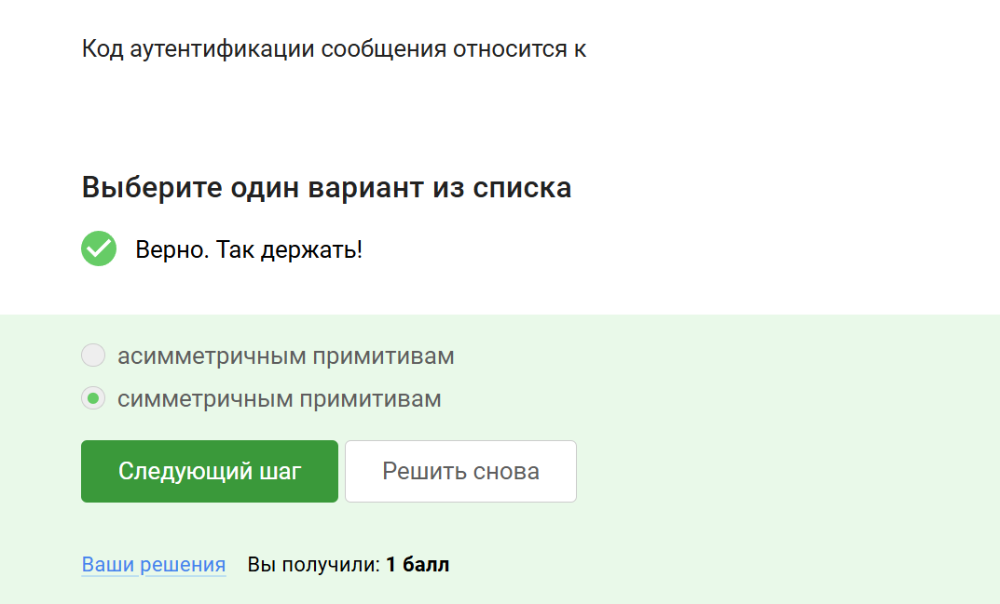 Код аутентификации сообщения относится к
Выберите один вариант из списка
Верно. Так держать!
асимметричным примитивам
симметричным примитивам
Следующий шаг
Решить снова
Ваши решения
Вы получили: 1 балл